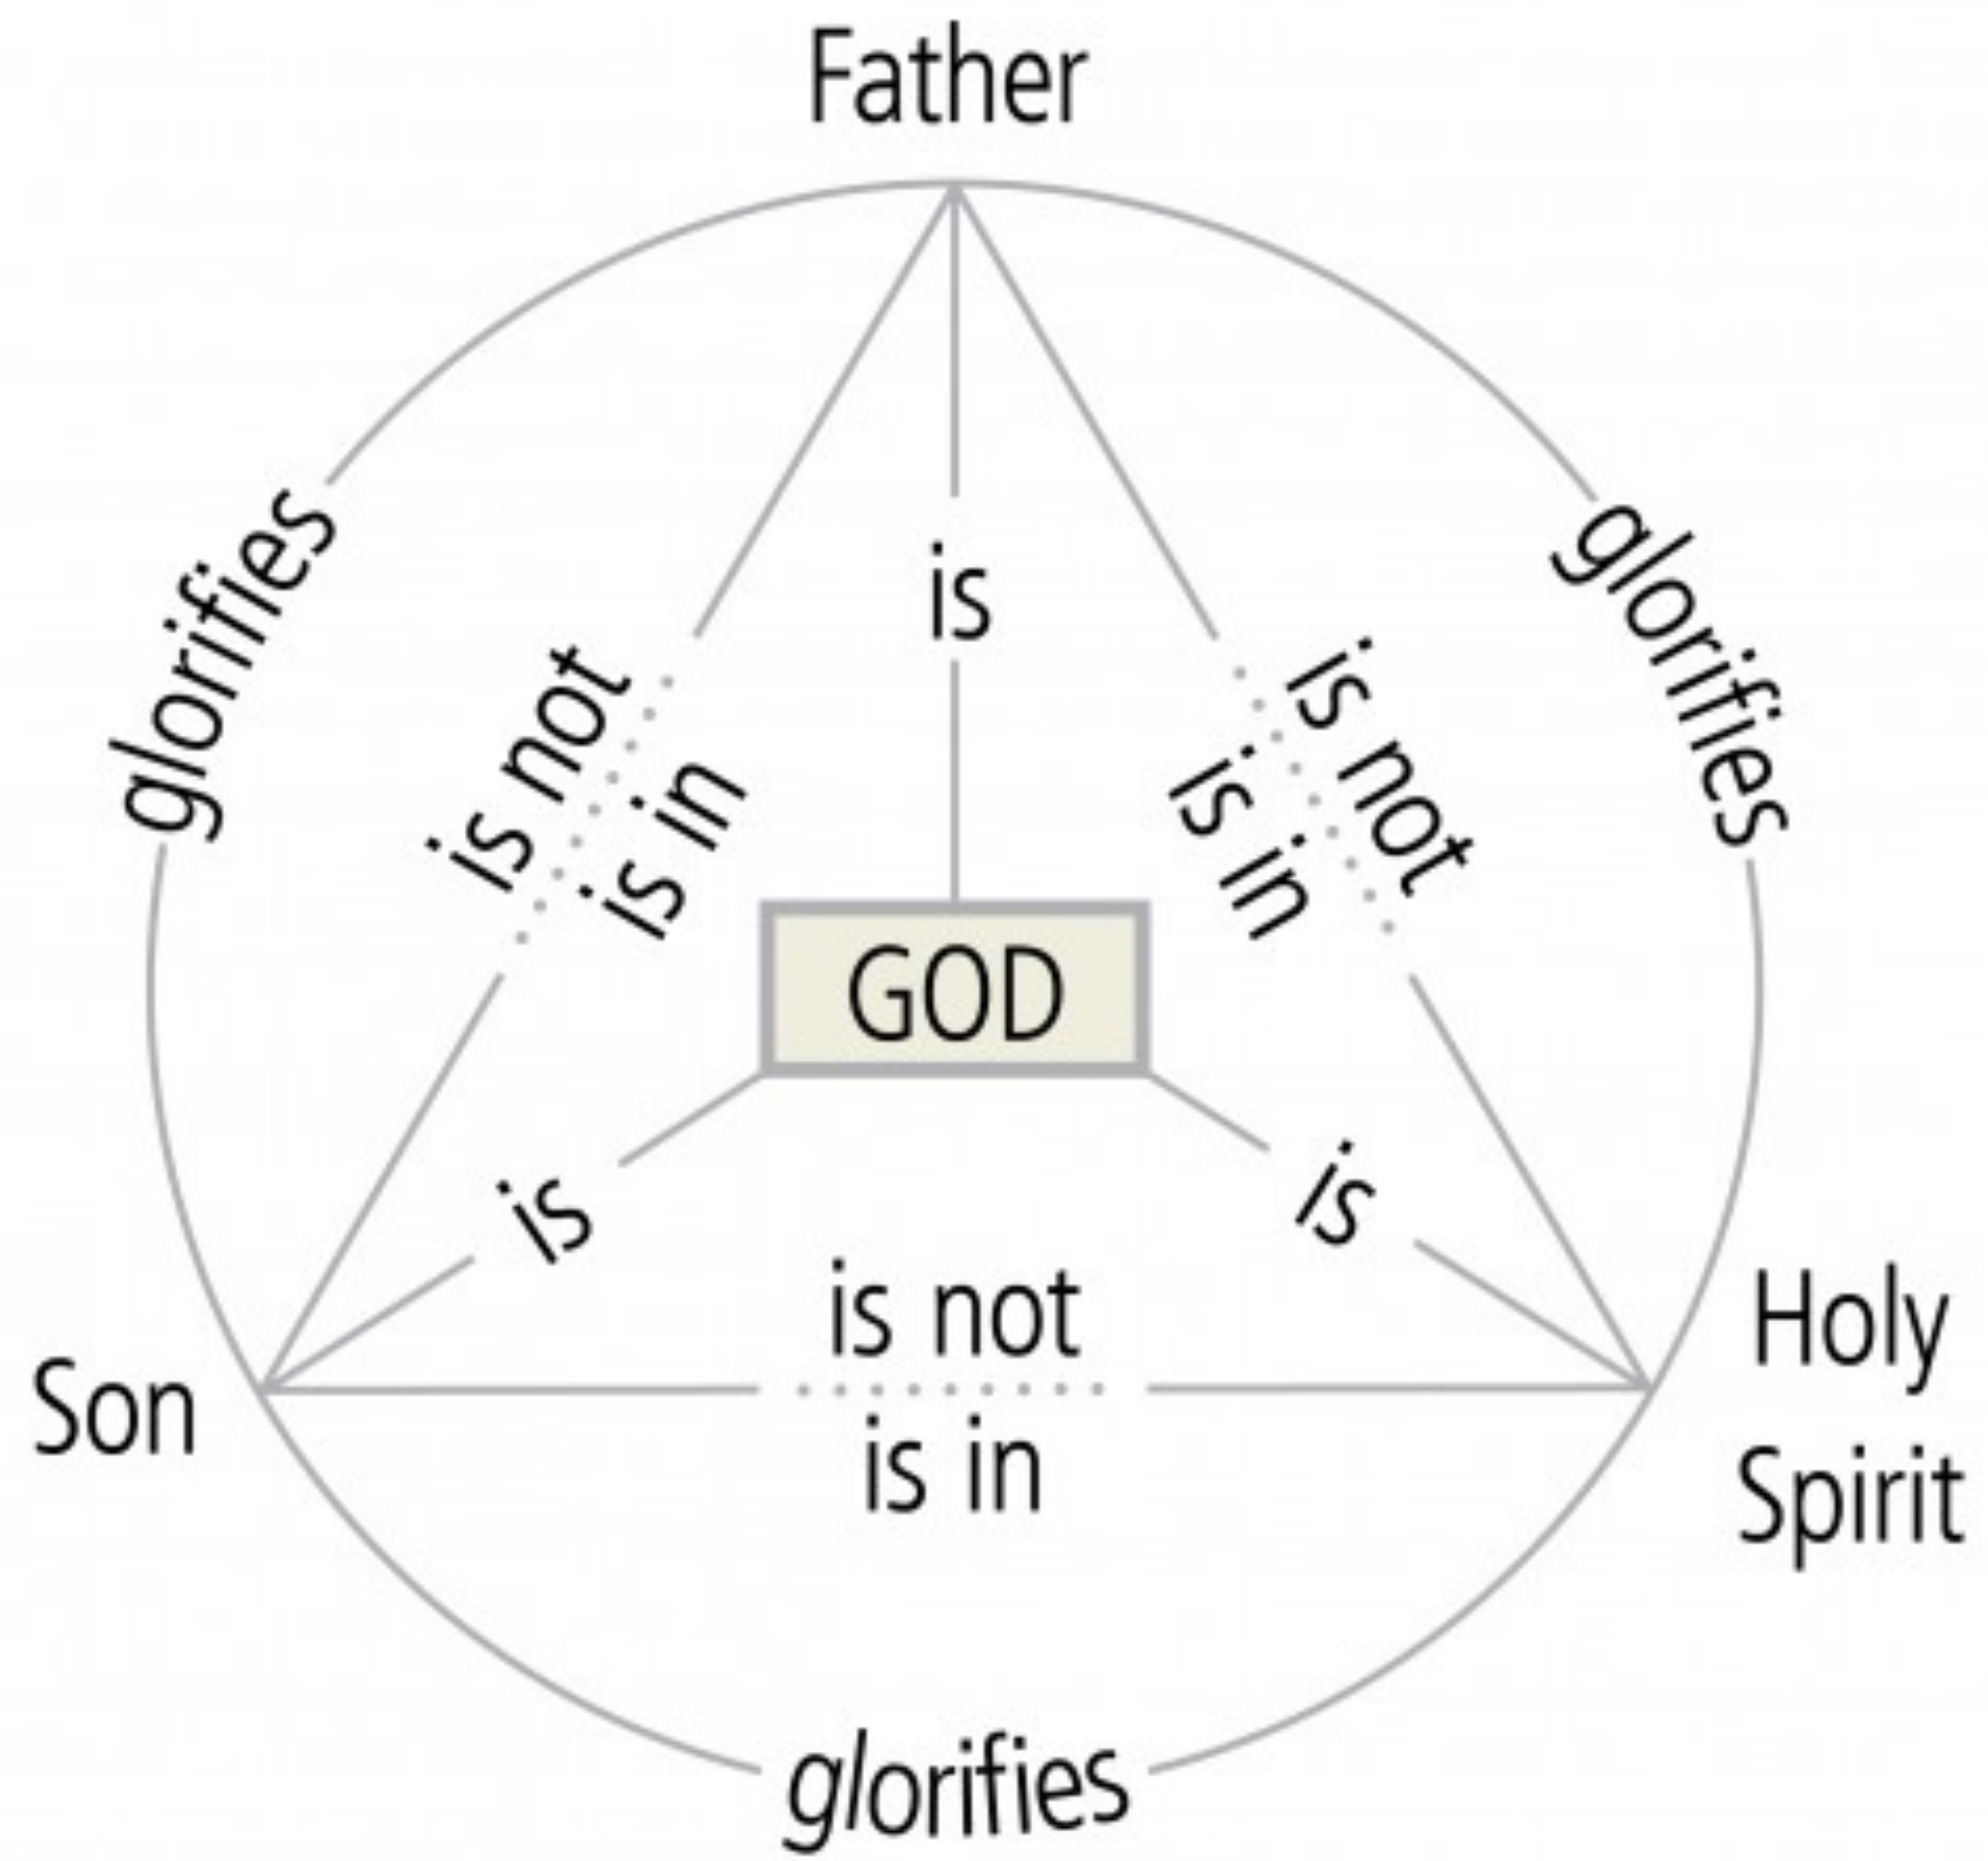 Father
glorifies
glorifies
is
is not
is in
is not
is in
GOD
is
is
is not
is in
Son
Holy
Spirit
glorifies